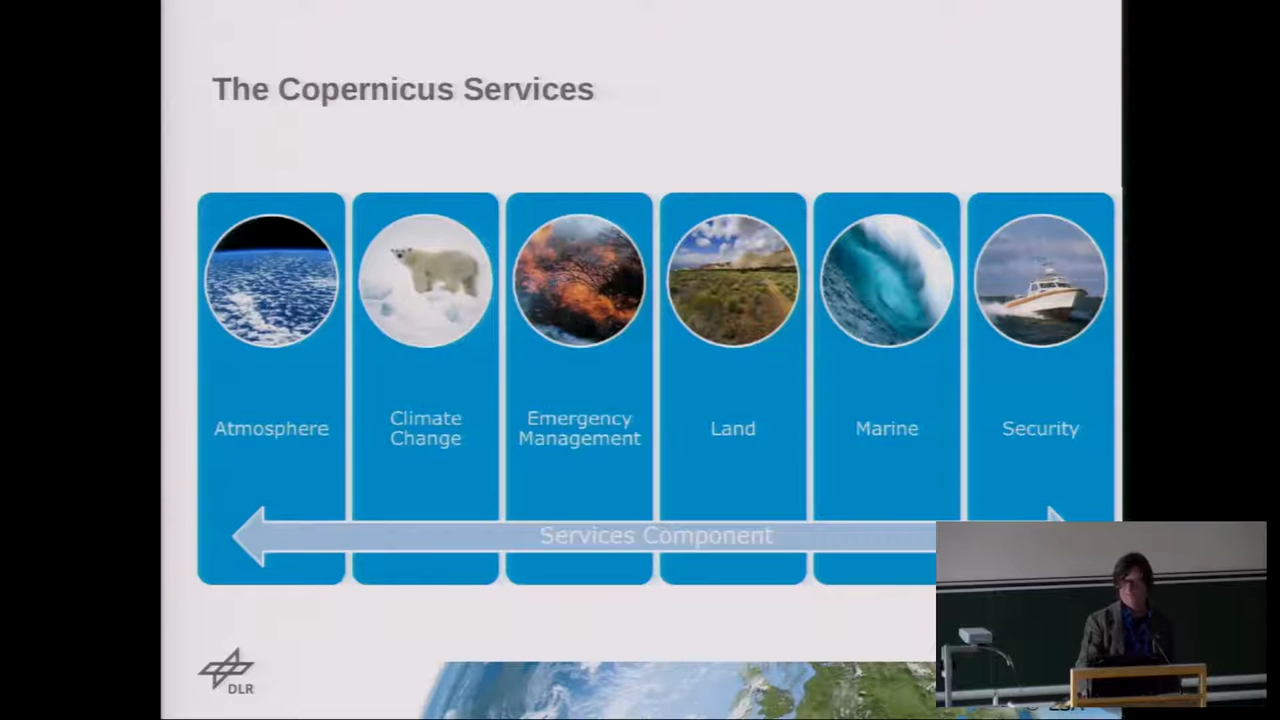 The Copernicus Services
Atmosphere
Climate
Change
Emergency
Management
Land
Marine
Security
Services Component
DLR